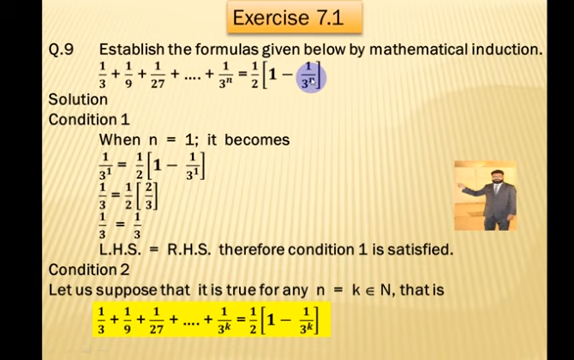 Exercise 7.1
Q.9 Establish the formulas given below by mathematical induction.
1/3 + 1/9 + 1/27 + .... + 1/3ⁿ = 1/2[1 − 1/3ⁿ]
Solution
Condition 1
When n = 1; it becomes
1/3¹ = 1/2[1 − 1/3¹]
1/3 = 1/2[2/3]
1/3 = 1/3
L.H.S. = R.H.S. therefore condition 1 is satisfied.
Condition 2
Let us suppose that it is true for any n = k ∈ N, that is
1/3 + 1/9 + 1/27 + .... + 1/3ᵏ = 1/2[1 − 1/3ᵏ]